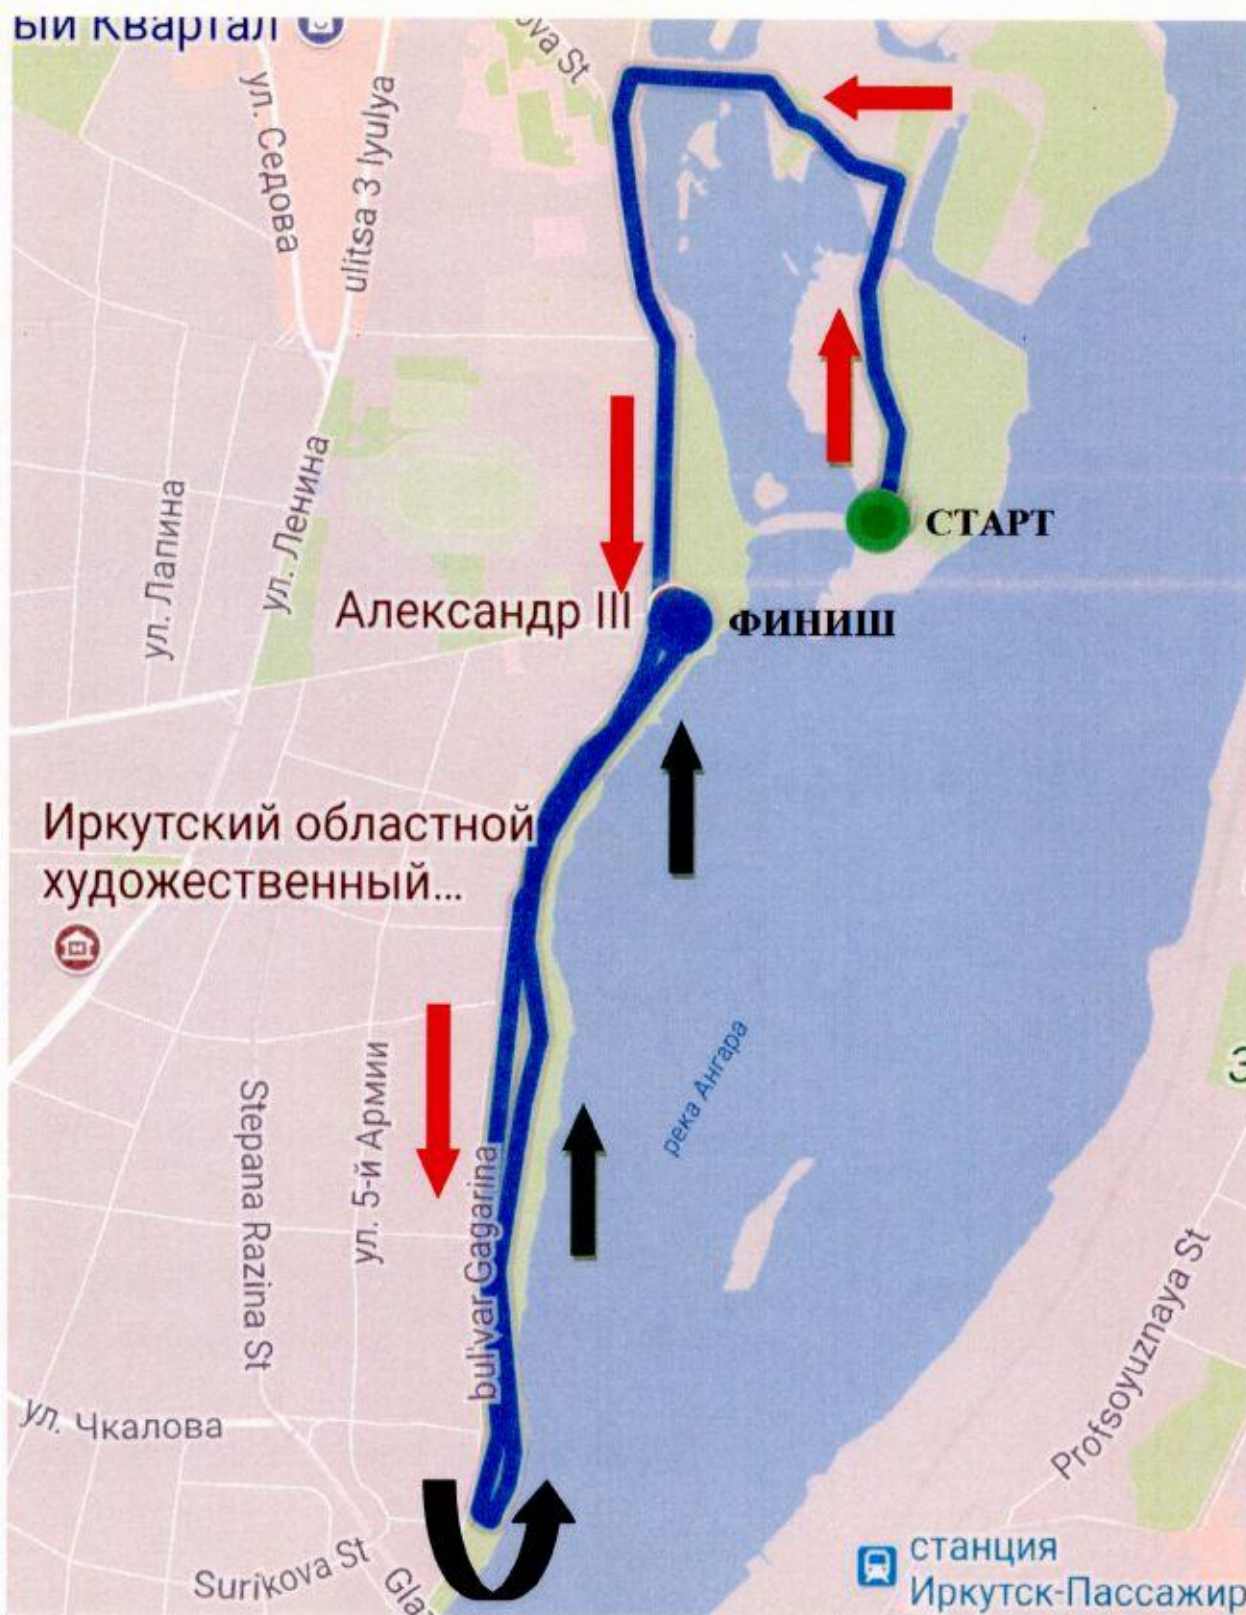 ый Квартал
ova St
ул. Седова
ulitsa 3 Iyulya
ул. Лапина
ул. Ленина
СТАРТ
Александр III
ФИНИШ
Иркутский областной
художественный...
река Ангара
Stepana Razina St
ул. 5-й Армии
bul'var Gagarina
Profsoyuznaya St
ул. Чкалова
Surikova St
Glaz
станция
Иркутск-Пассажир